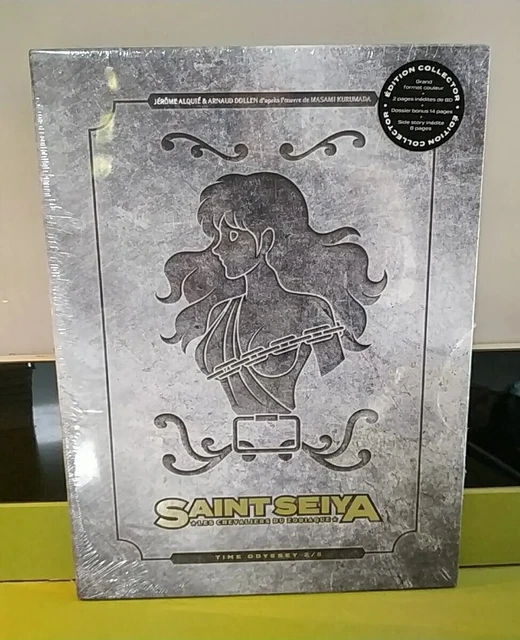 JÉRÔME ALQUIÉ & ARNAUD DOLLEN d'après l'œuvre de MASAMI KURUMADA
• ÉDITION COLLECTOR •
Grand
format couleur
2 pages inédites de BD
Dossier bonus 14 pages
Side story inédite
8 pages
ÉDITION COLLECTOR
SAINT SEIYA
LES CHEVALIERS DU ZODIAQUE
TIME ODYSSEY 2/5